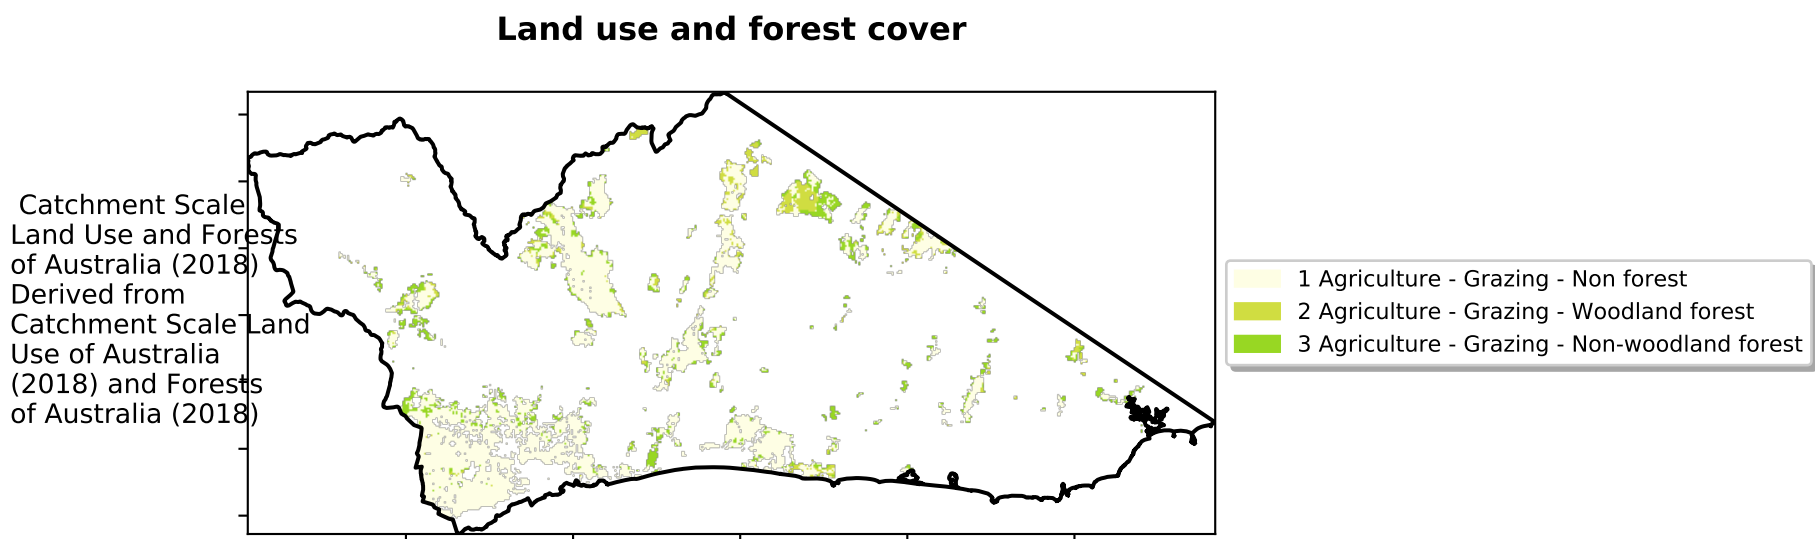 Land use and forest cover
Catchment Scale
Land Use and Forests
of Australia (2018)
Derived from
Catchment Scale Land
Use of Australia
(2018) and Forests
of Australia (2018)
1 Agriculture - Grazing - Non forest
2 Agriculture - Grazing - Woodland forest
3 Agriculture - Grazing - Non-woodland forest